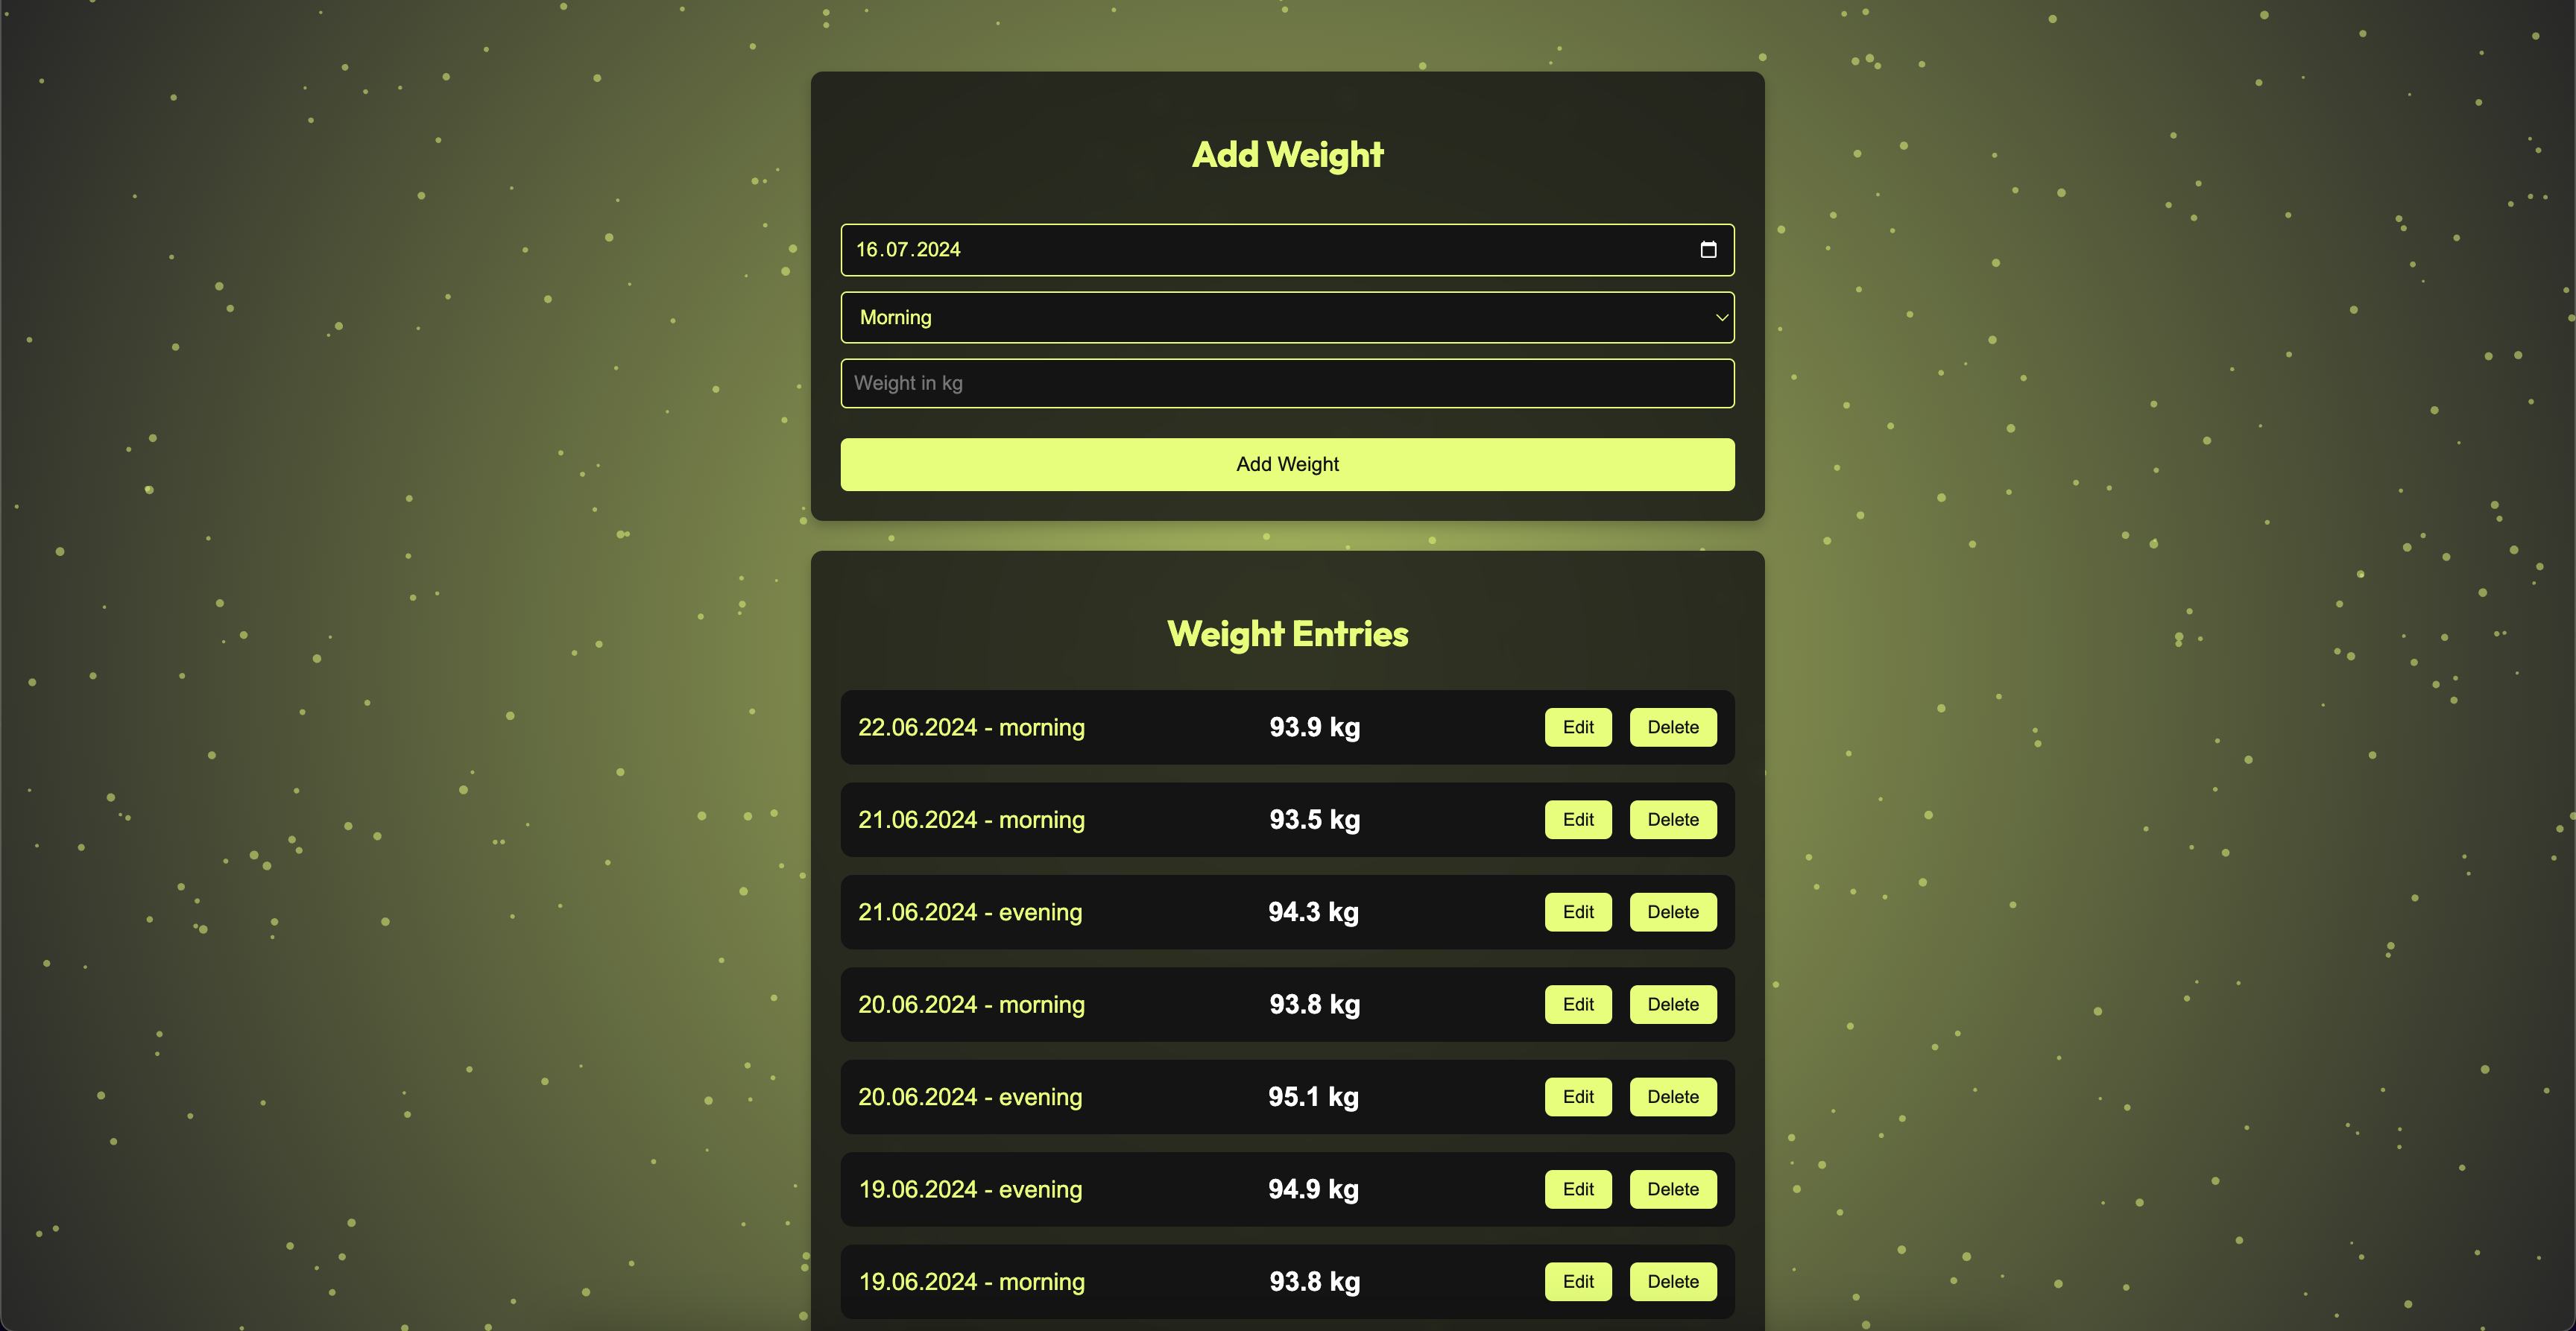 Add Weight
16.07.2024
Morning
Weight in kg
Add Weight
Weight Entries
22.06.2024 - morning 93.9 kg Edit Delete
21.06.2024 - morning 93.5 kg Edit Delete
21.06.2024 - evening 94.3 kg Edit Delete
20.06.2024 - morning 93.8 kg Edit Delete
20.06.2024 - evening 95.1 kg Edit Delete
19.06.2024 - evening 94.9 kg Edit Delete
19.06.2024 - morning 93.8 kg Edit Delete